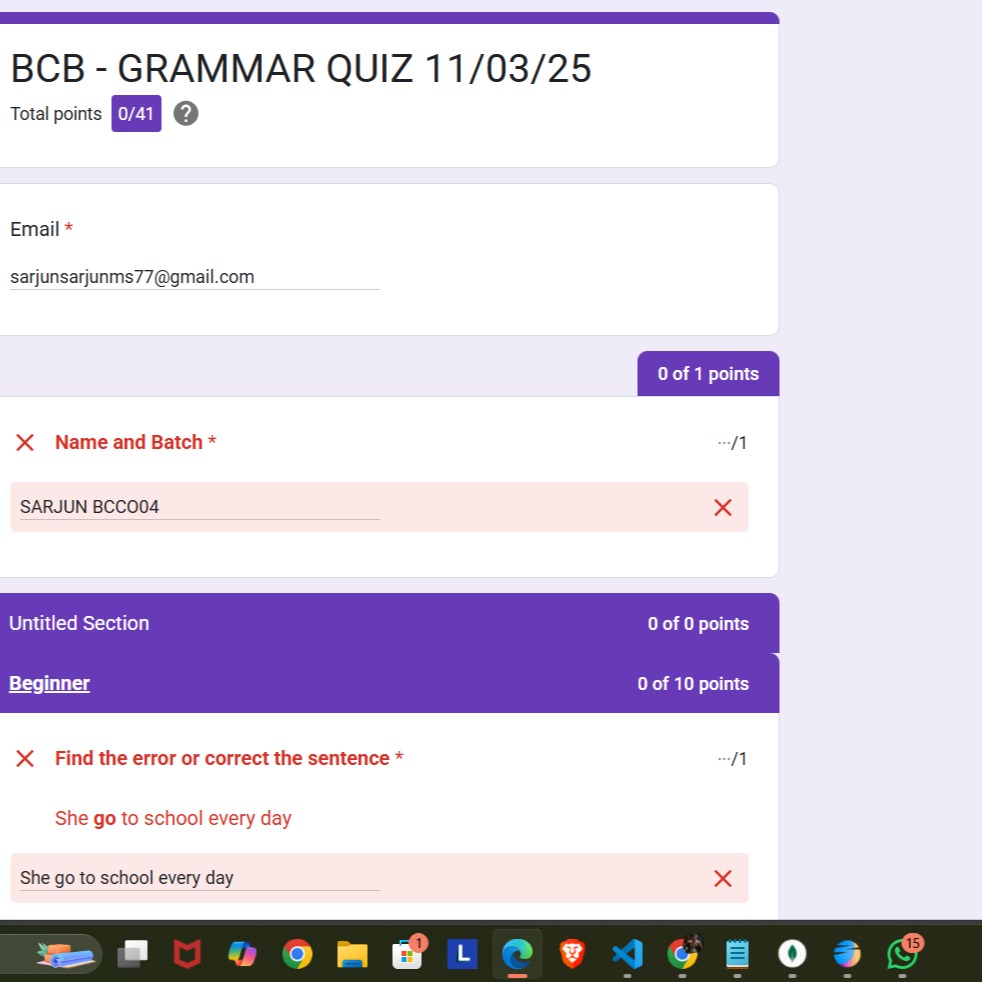 BCB - GRAMMAR QUIZ 11/03/25
Total points 0/41 ?
Email *
sarjunsarjunms77@gmail.com
0 of 1 points
Name and Batch *
···/1
SARJUN BCCO04
Untitled Section
0 of 0 points
Beginner
0 of 10 points
Find the error or correct the sentence *
···/1
She go to school every day
She go to school every day
1
L
15